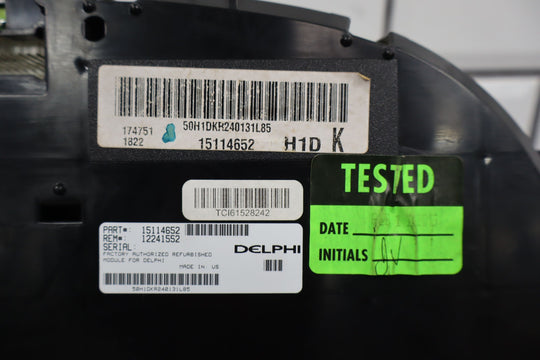 50H1DKR240131L85
174751
1822
15114652
H1D K
TCI61528242
TESTED
DATE
INITIALS
PART#: 15114652
REM#: 12241552
SERIAL:
DELPHI
FACTORY AUTHORIZED REFURBISHED
MODULE FOR DELPHI
MADE IN US
50H1DKR240131L85